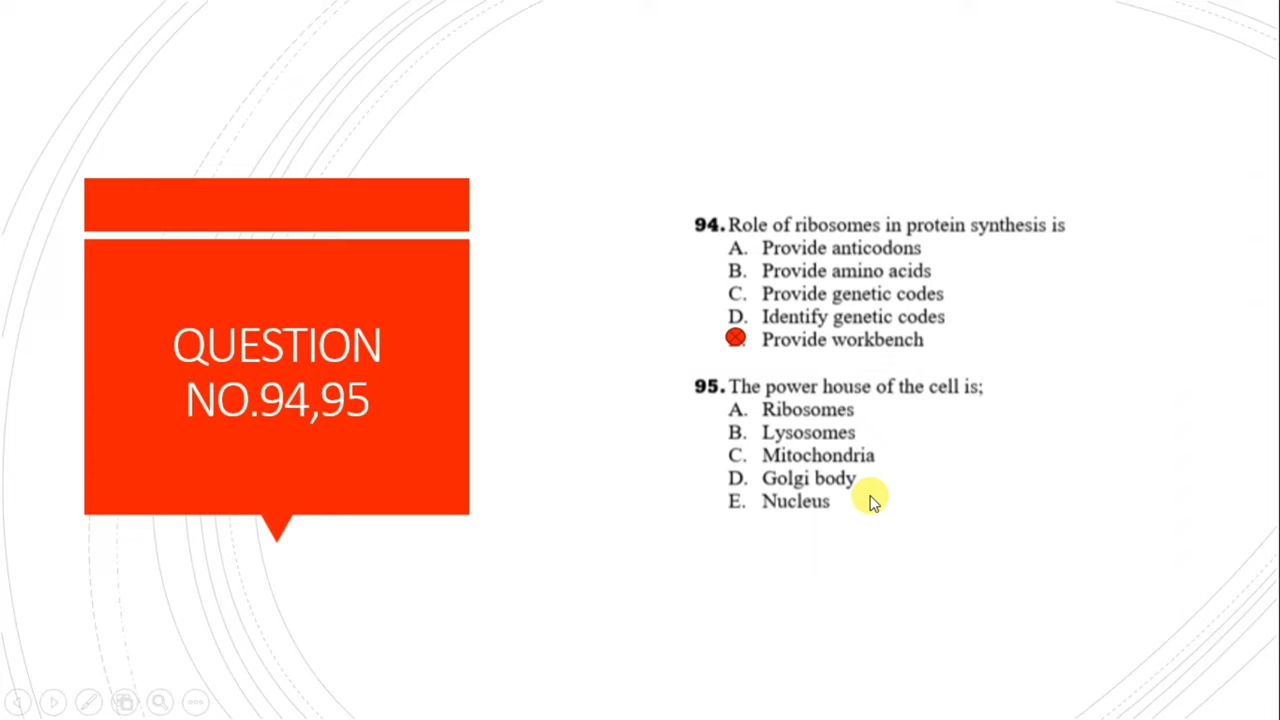 QUESTION
NO.94,95
94. Role of ribosomes in protein synthesis is
A. Provide anticodons
B. Provide amino acids
C. Provide genetic codes
D. Identify genetic codes
Provide workbench
95. The power house of the cell is;
A. Ribosomes
B. Lysosomes
C. Mitochondria
D. Golgi body
E. Nucleus